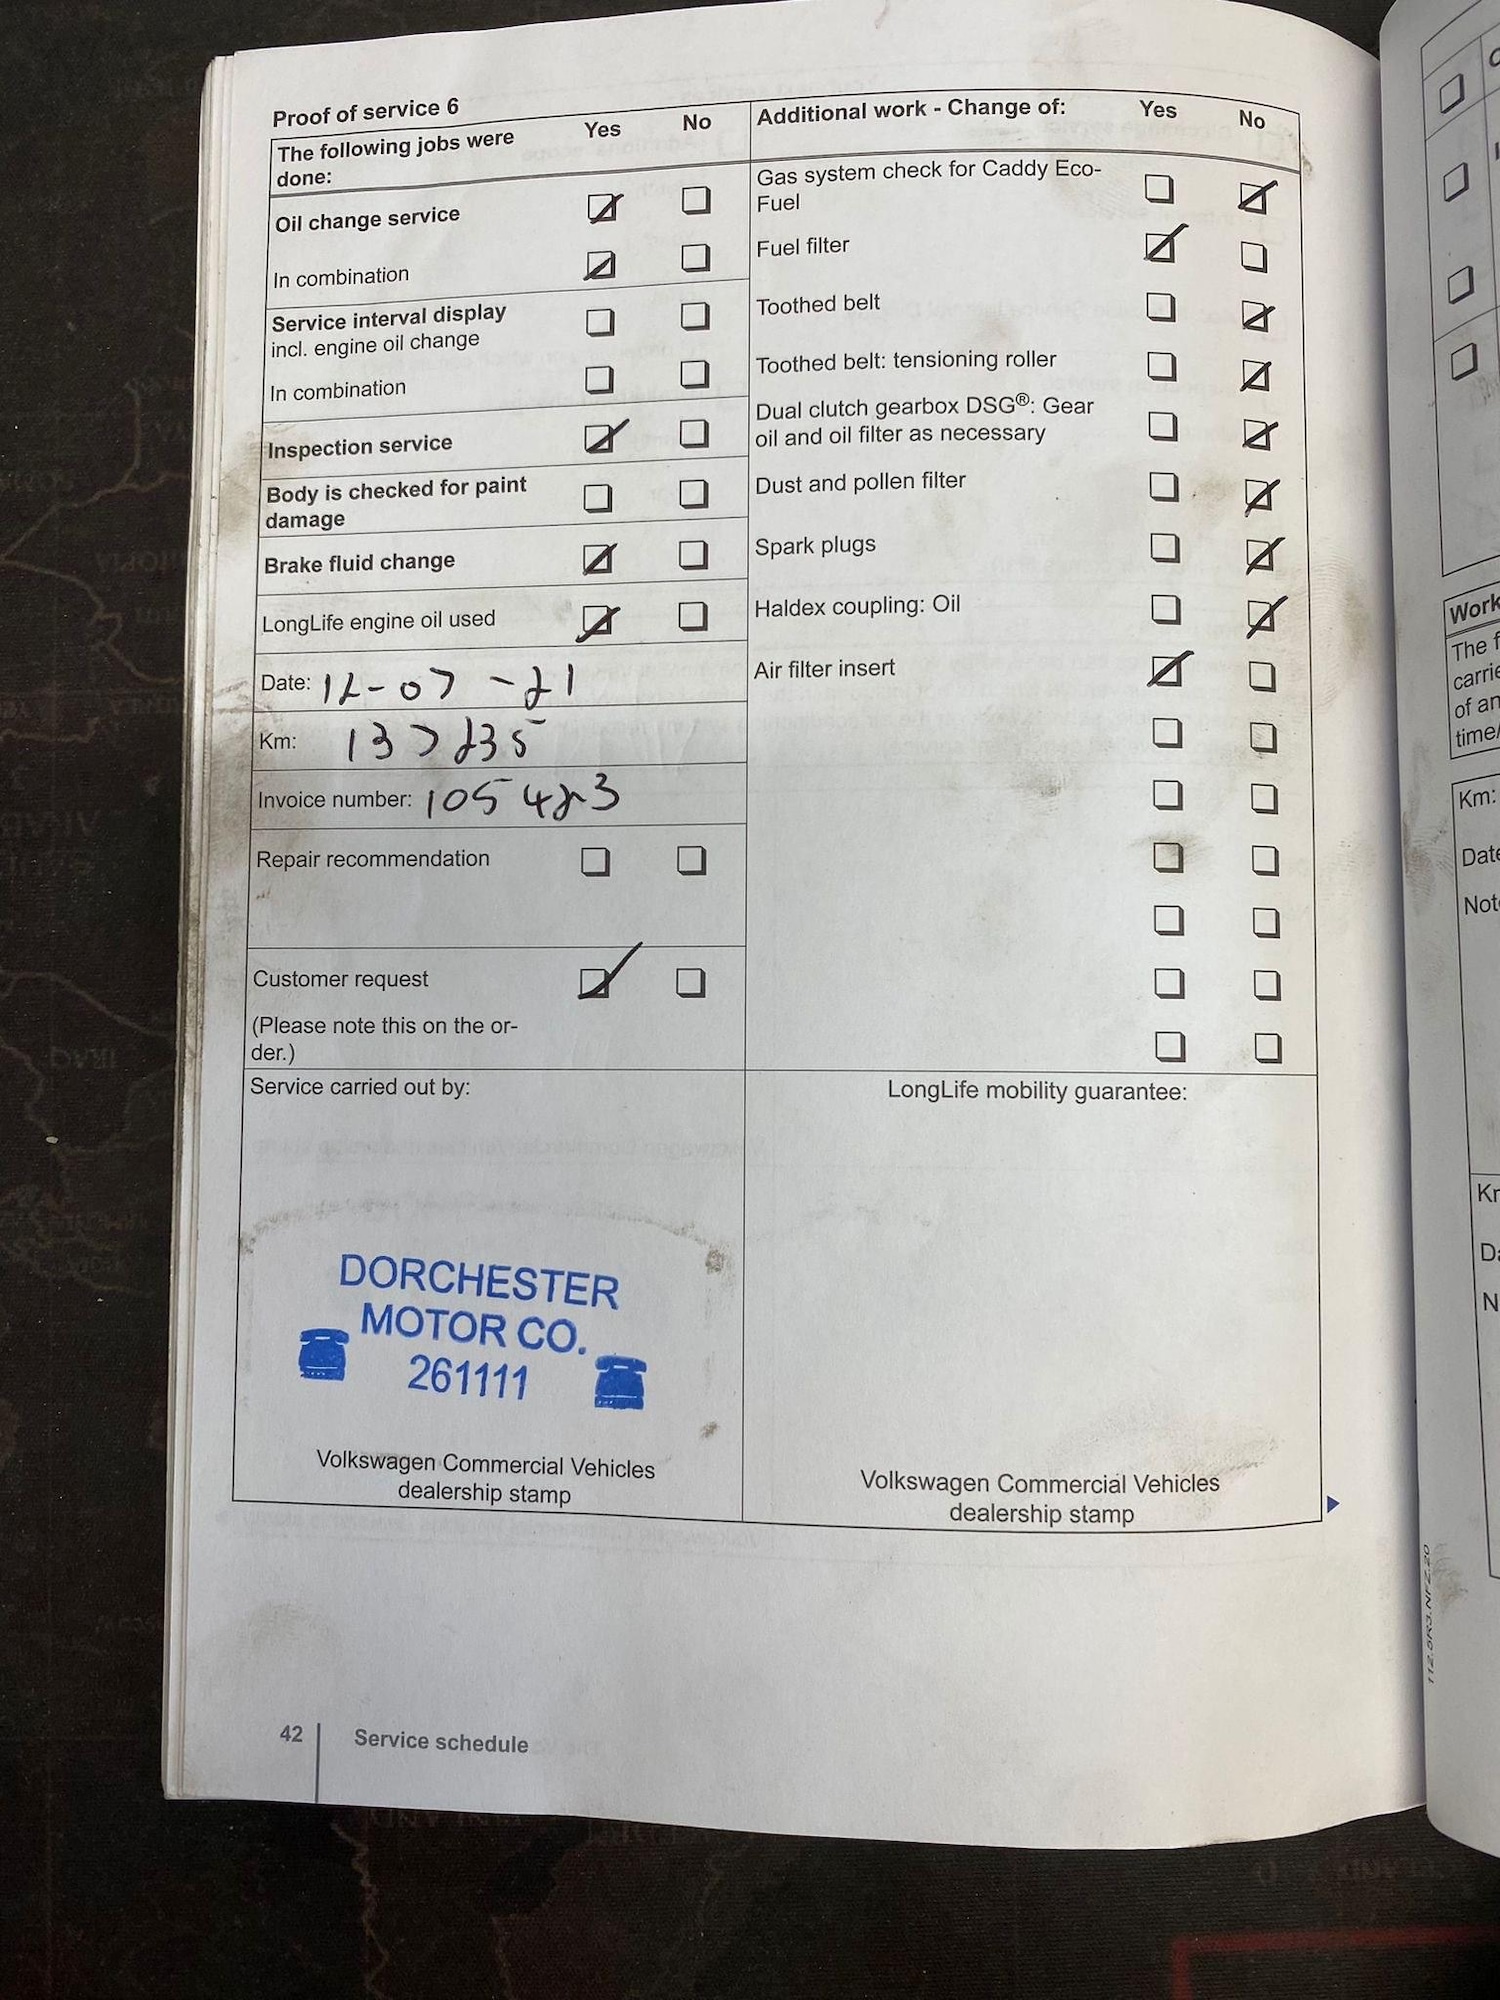 Proof of service 6
The following jobs were
done:
Yes No
Oil change service
In combination
Service interval display
incl. engine oil change
In combination
Inspection service
Body is checked for paint
damage
Brake fluid change
LongLife engine oil used
Date: 12-07-21
Km: 137235
Invoice number: 105423
Repair recommendation
Customer request
(Please note this on the or-
der.)
Service carried out by:
DORCHESTER
MOTOR CO.
261111
Volkswagen Commercial Vehicles
dealership stamp
Additional work - Change of: Yes No
Gas system check for Caddy Eco-
Fuel
Fuel filter
Toothed belt
Toothed belt: tensioning roller
Dual clutch gearbox DSG®: Gear
oil and oil filter as necessary
Dust and pollen filter
Spark plugs
Haldex coupling: Oil
Air filter insert
LongLife mobility guarantee:
Volkswagen Commercial Vehicles
dealership stamp
42 Service schedule
Work
The f
carrie
of an
time/
Km:
Date
Note